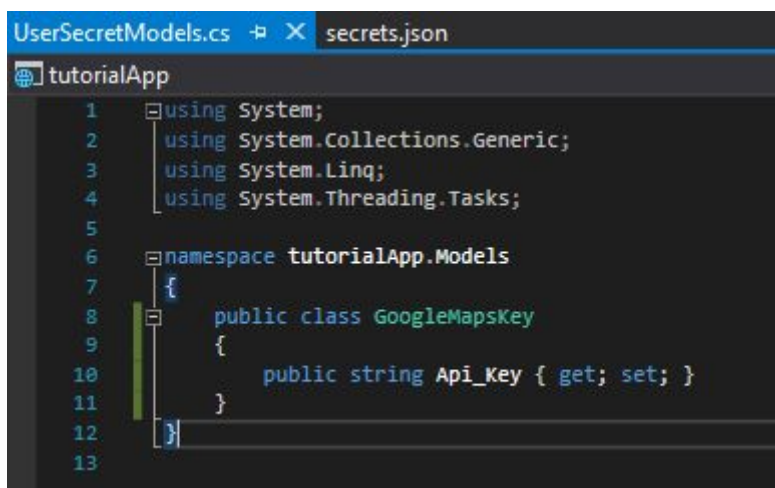 UserSecretModels.cs secrets.json
tutorialApp
1 using System;
2 using System.Collections.Generic;
3 using System.Linq;
4 using System.Threading.Tasks;
5
6 namespace tutorialApp.Models
7 {
8 public class GoogleMapsKey
9 {
10 public string Api_Key { get; set; }
11 }
12 }
13